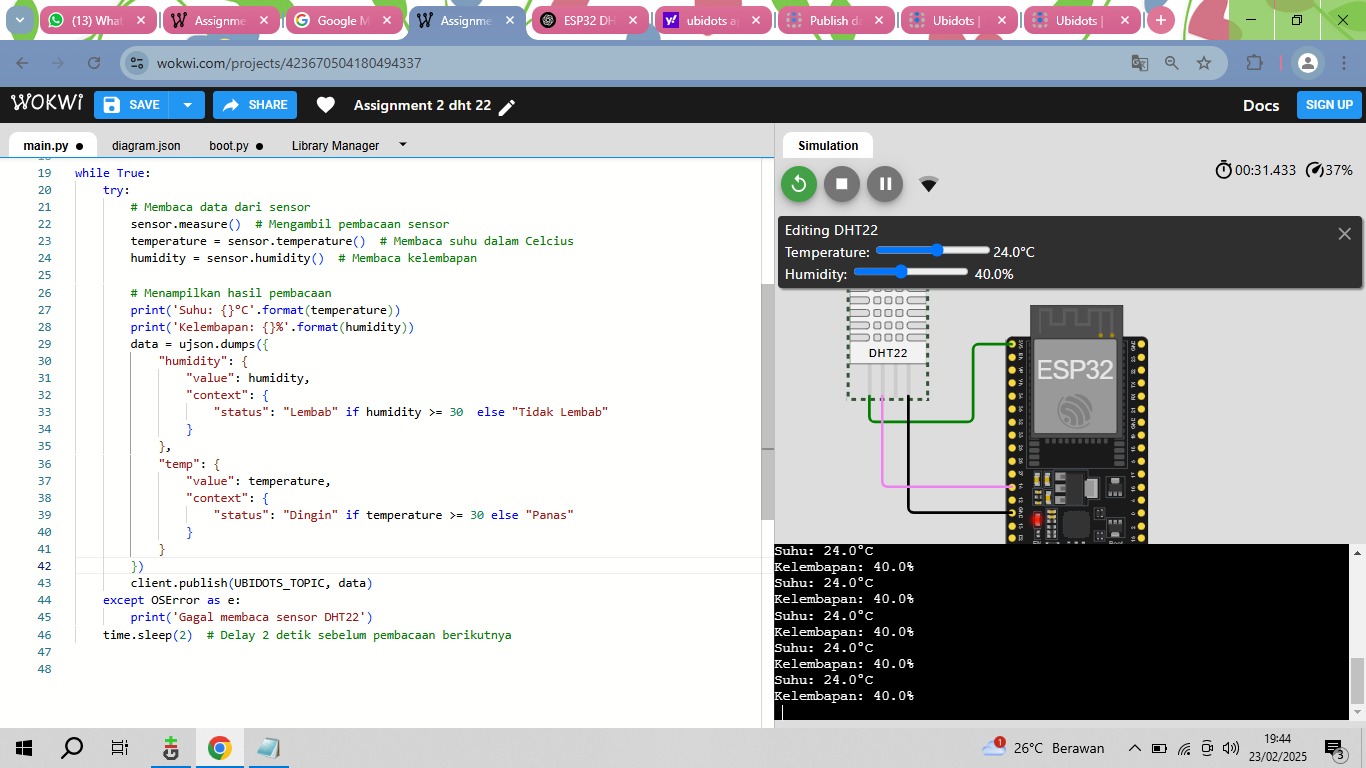 (13) What
Assignme
Google M
Assignme
ESP32 DH
ubidots a
Publish d
Ubidots |
Ubidots |
wokwi.com/projects/423670504180494337
WOKWI
SAVE
SHARE
Assignment 2 dht 22
Docs
SIGN UP
main.py
diagram.json
boot.py
Library Manager
19 while True:
20 try:
21 # Membaca data dari sensor
22 sensor.measure() # Mengambil pembacaan sensor
23 temperature = sensor.temperature() # Membaca suhu dalam Celcius
24 humidity = sensor.humidity() # Membaca kelembapan
25
26 # Menampilkan hasil pembacaan
27 print('Suhu: {}°C'.format(temperature))
28 print('Kelembapan: {}%'.format(humidity))
29 data = ujson.dumps({
30 "humidity": {
31 "value": humidity,
32 "context": {
33 "status": "Lembab" if humidity >= 30  else "Tidak Lembab"
34 }
35 },
36 "temp": {
37 "value": temperature,
38 "context": {
39 "status": "Dingin" if temperature >= 30 else "Panas"
40 }
41 }
42 })
43 client.publish(UBIDOTS_TOPIC, data)
44 except OSError as e:
45 print('Gagal membaca sensor DHT22')
46 time.sleep(2) # Delay 2 detik sebelum pembacaan berikutnya
47
48
Simulation
00:31.433
37%
Editing DHT22
Temperature: 24.0°C
Humidity: 40.0%
DHT22
ESP32
Suhu: 24.0°C
Kelembapan: 40.0%
Suhu: 24.0°C
Kelembapan: 40.0%
Suhu: 24.0°C
Kelembapan: 40.0%
Suhu: 24.0°C
Kelembapan: 40.0%
Suhu: 24.0°C
Kelembapan: 40.0%
26°C Berawan
19:44
23/02/2025
3